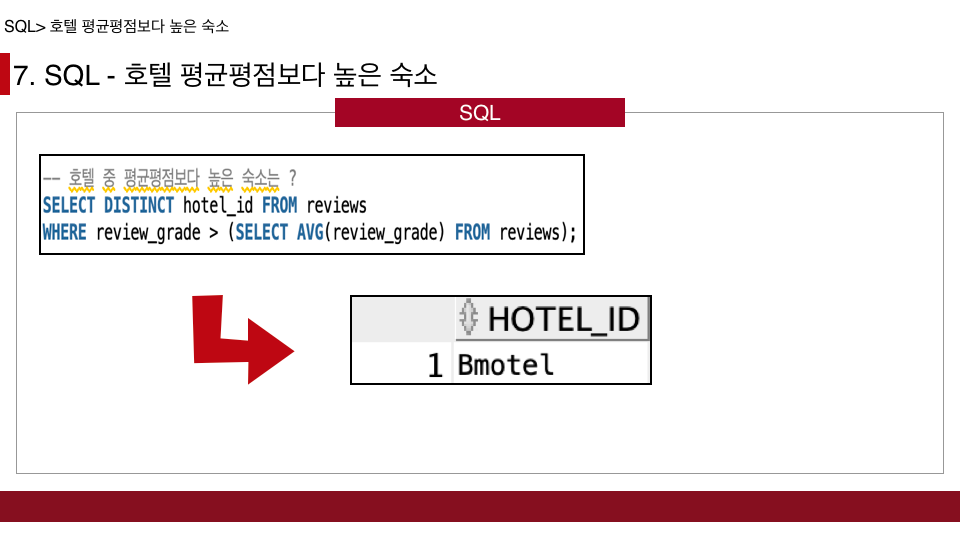 SQL> 호텔 평균평점보다 높은 숙소
7. SQL - 호텔 평균평점보다 높은 숙소
SQL
-- 호텔 중 평균평점보다 높은 숙소는 ?
SELECT DISTINCT hotel_id FROM reviews
WHERE review_grade > (SELECT AVG(review_grade) FROM reviews);
HOTEL_ID
1 Bmotel